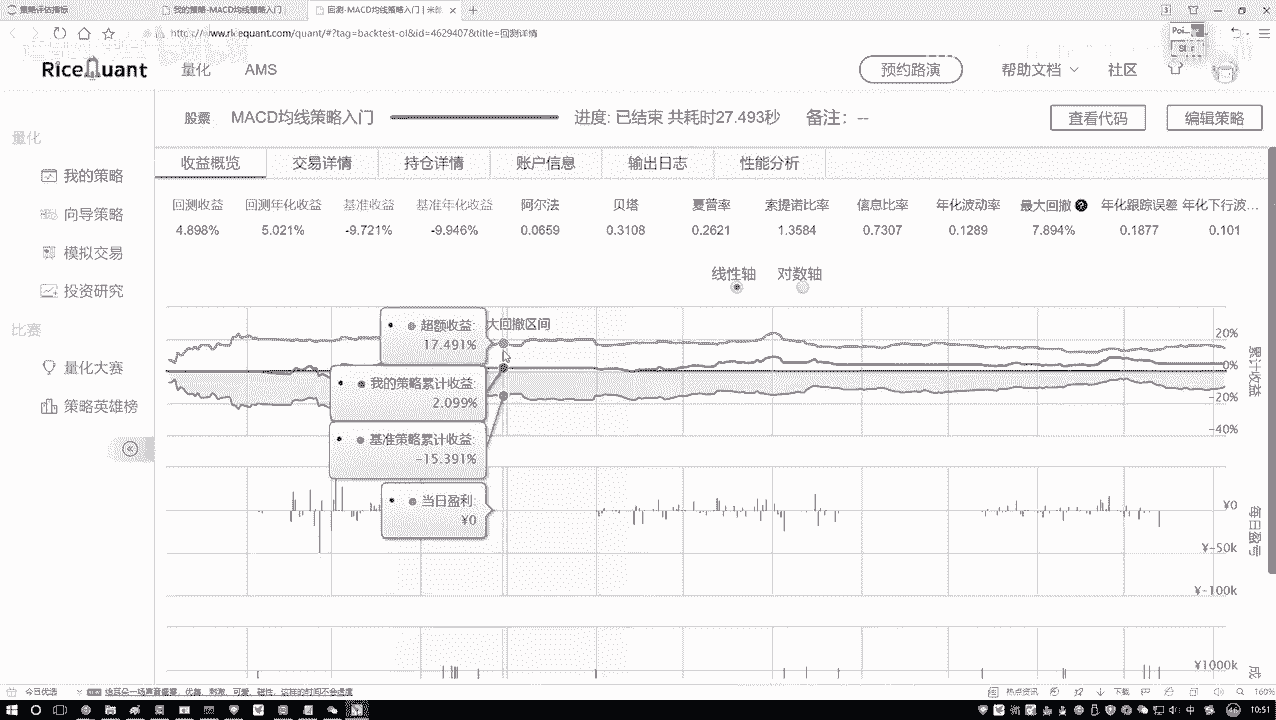 策略评估指标
我的策略-MACD均线策略入门
回测-MACD均线策略入门 | 米
https://www.ricequant.com/quant/#?tag=backtest-ol&id=4629407&title=回测详情
RiceQuant
量化
AMS
预约路演
帮助文档
社区
量化
我的策略
向导策略
模拟交易
投资研究
比赛
量化大赛
策略英雄榜
股票 MACD均线策略入门 进度: 已结束 共耗时27.493秒 备注: --
查看代码
编辑策略
收益概览 交易详情 持仓详情 账户信息 输出日志 性能分析
回测收益 回测年化收益 基准收益 基准年化收益 阿尔法 贝塔 夏普率 索提诺比率 信息比率 年化波动率 最大回撤 年化跟踪误差 年化下行波...
4.898% 5.021% -9.721% -9.946% 0.0659 0.3108 0.2621 1.3584 0.7307 0.1289 7.894% 0.1877 0.101
线性轴 对数轴
大回撤区间
超额收益:
17.491%
我的策略累计收益:
2.099%
基准策略累计收益:
-15.391%
当日盈利:
¥0
20%
0%
-20%
-40%
累计收益
¥0
¥-50k
¥-100k
每日盈亏
¥1000k
成
今日优选
热点资讯
下载
160%
中
10:51